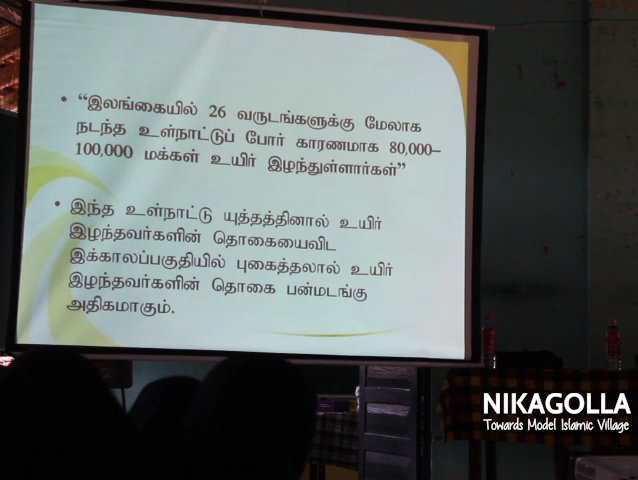 • “இலங்கையில் 26 வருடங்களுக்கு மேலாக
நடந்த உள்நாட்டுப் போர் காரணமாக 80,000–
100,000 மக்கள் உயிர் இழந்துள்ளார்கள்”
• இந்த உள்நாட்டு யுத்தத்தினால் உயிர்
இழந்தவர்களின் தொகையைவிட
இக்காலப்பகுதியில் புகைத்தலால் உயிர்
இழந்தவர்களின் தொகை பன்மடங்கு
அதிகமாகும்.
NIKAGOLLA
Towards Model Islamic Village